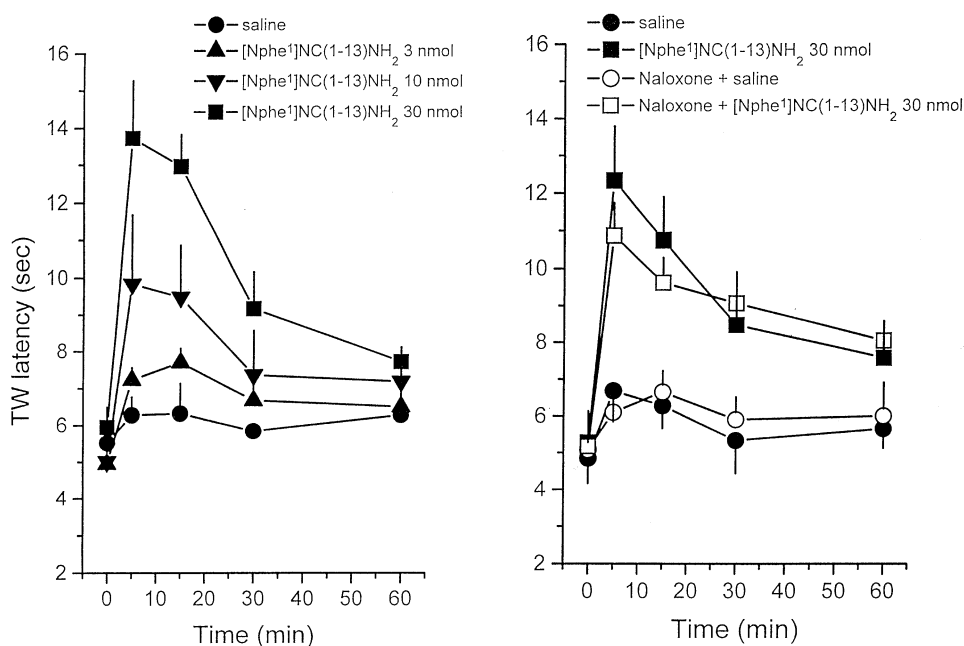 saline
[Nphe¹]NC(1-13)NH₂ 3 nmol
[Nphe¹]NC(1-13)NH₂ 10 nmol
[Nphe¹]NC(1-13)NH₂ 30 nmol
16
14
12
10
8
6
4
2
TW latency (sec)
0 10 20 30 40 50 60
Time (min)
saline
[Nphe¹]NC(1-13)NH₂ 30 nmol
Naloxone + saline
Naloxone + [Nphe¹]NC(1-13)NH₂ 30 nmol
16
14
12
10
8
6
4
2
0 10 20 30 40 50 60
Time (min)